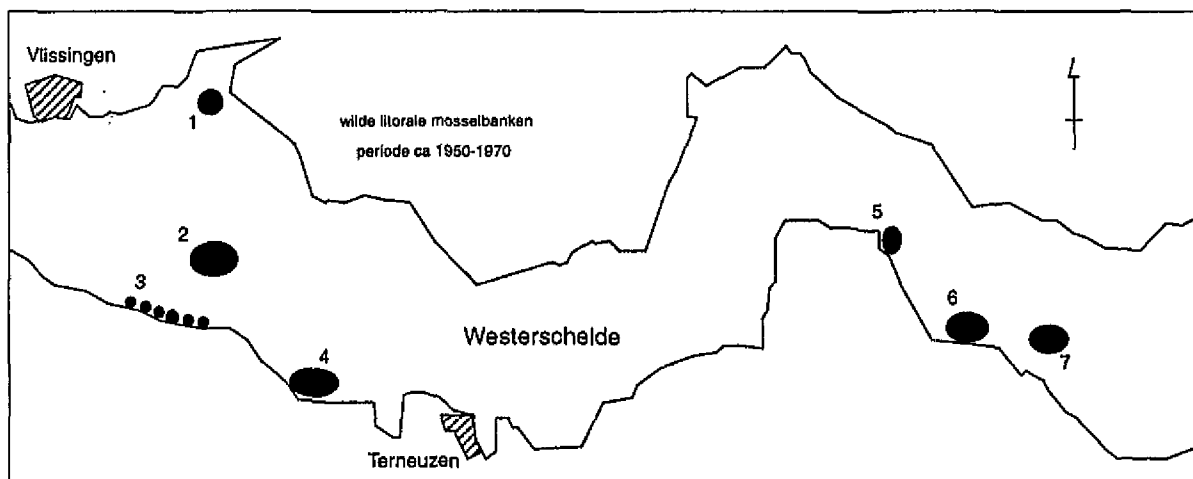 Vlissingen
1
wilde litorale mosselbanken
periode ca 1950-1970
2
3
4
5
6
7
Westerschelde
Terneuzen